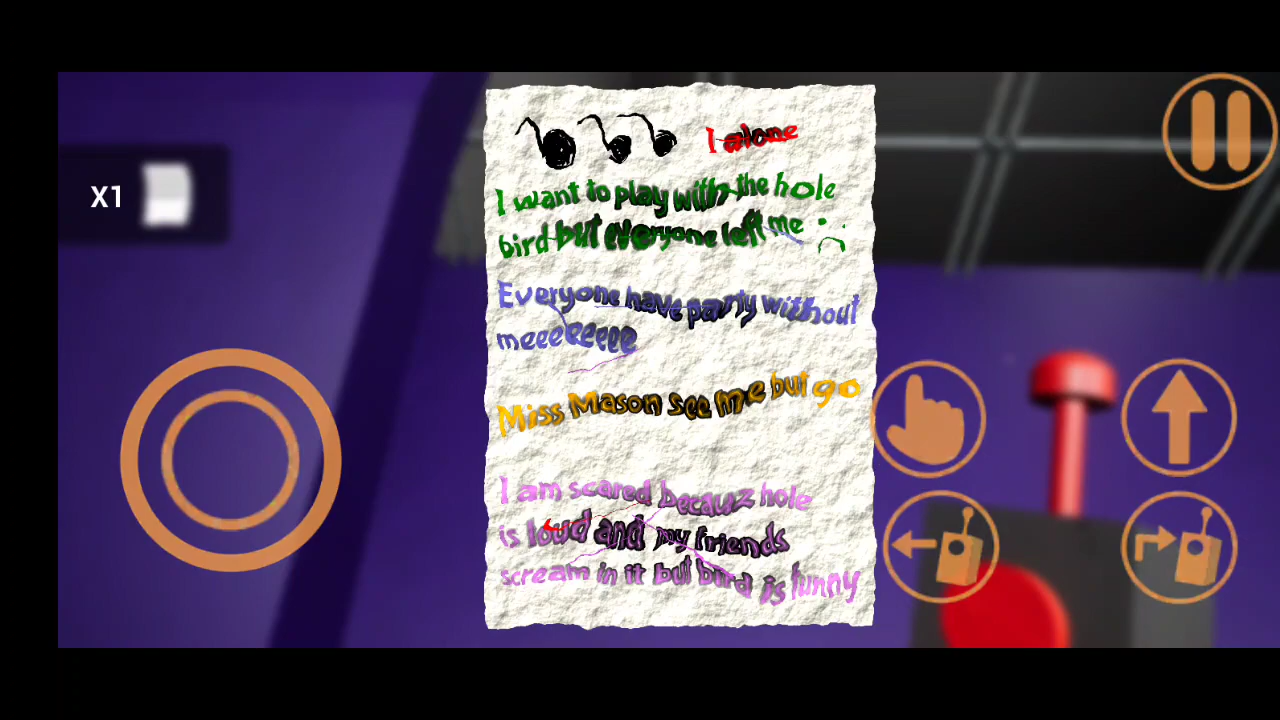 X1
I alone
I want to play with the hole
bird but everyone left me :(
Everyone have party without
meeeeeeee
Miss Mason see me but go
I am scared becauz hole
is loud and my friends
scream in it but bird is funny